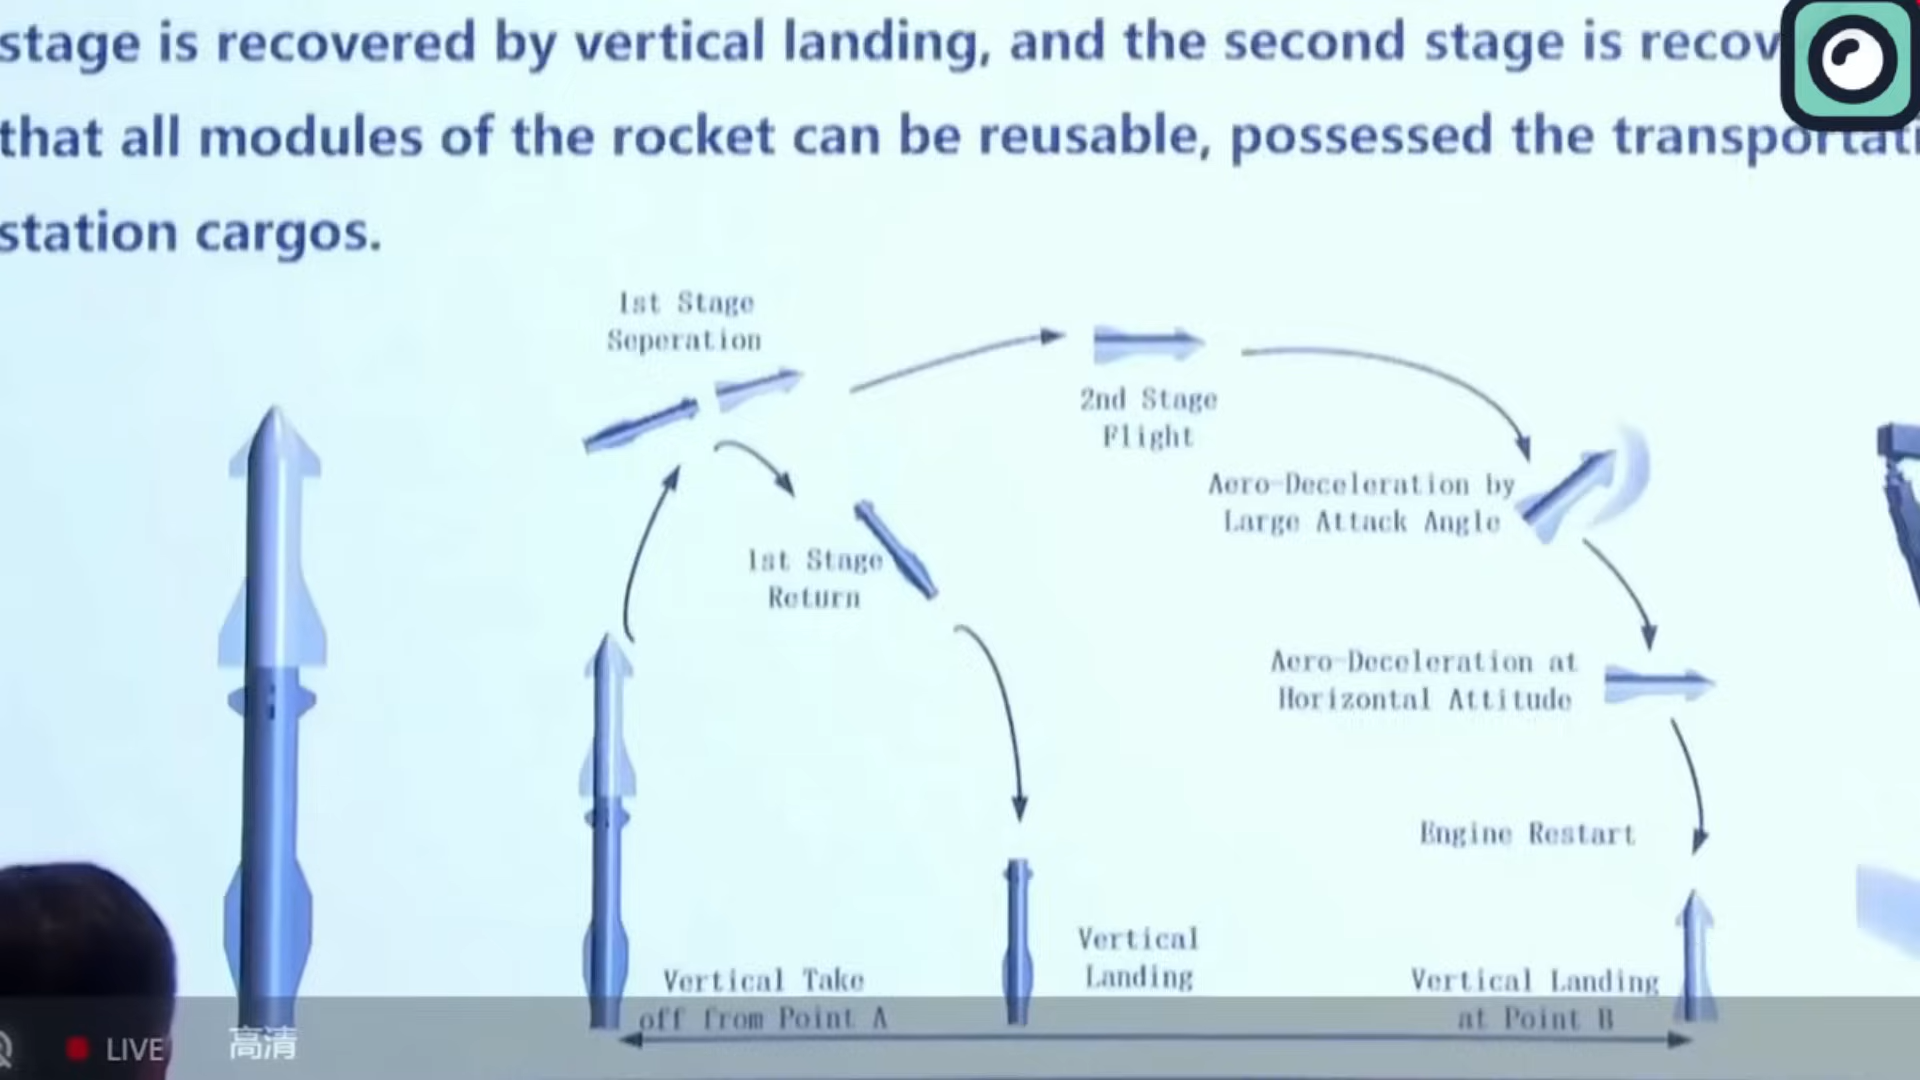 stage is recovered by vertical landing, and the second stage is recov
that all modules of the rocket can be reusable, possessed the transportati
station cargos.
1st Stage
Seperation
2nd Stage
Flight
Aero-Deceleration by
Large Attack Angle
1st Stage
Return
Aero-Deceleration at
Horizontal Attitude
Engine Restart
Vertical
Landing
Vertical Take
off from Point A
Vertical Landing
at Point B
LIVE
高清